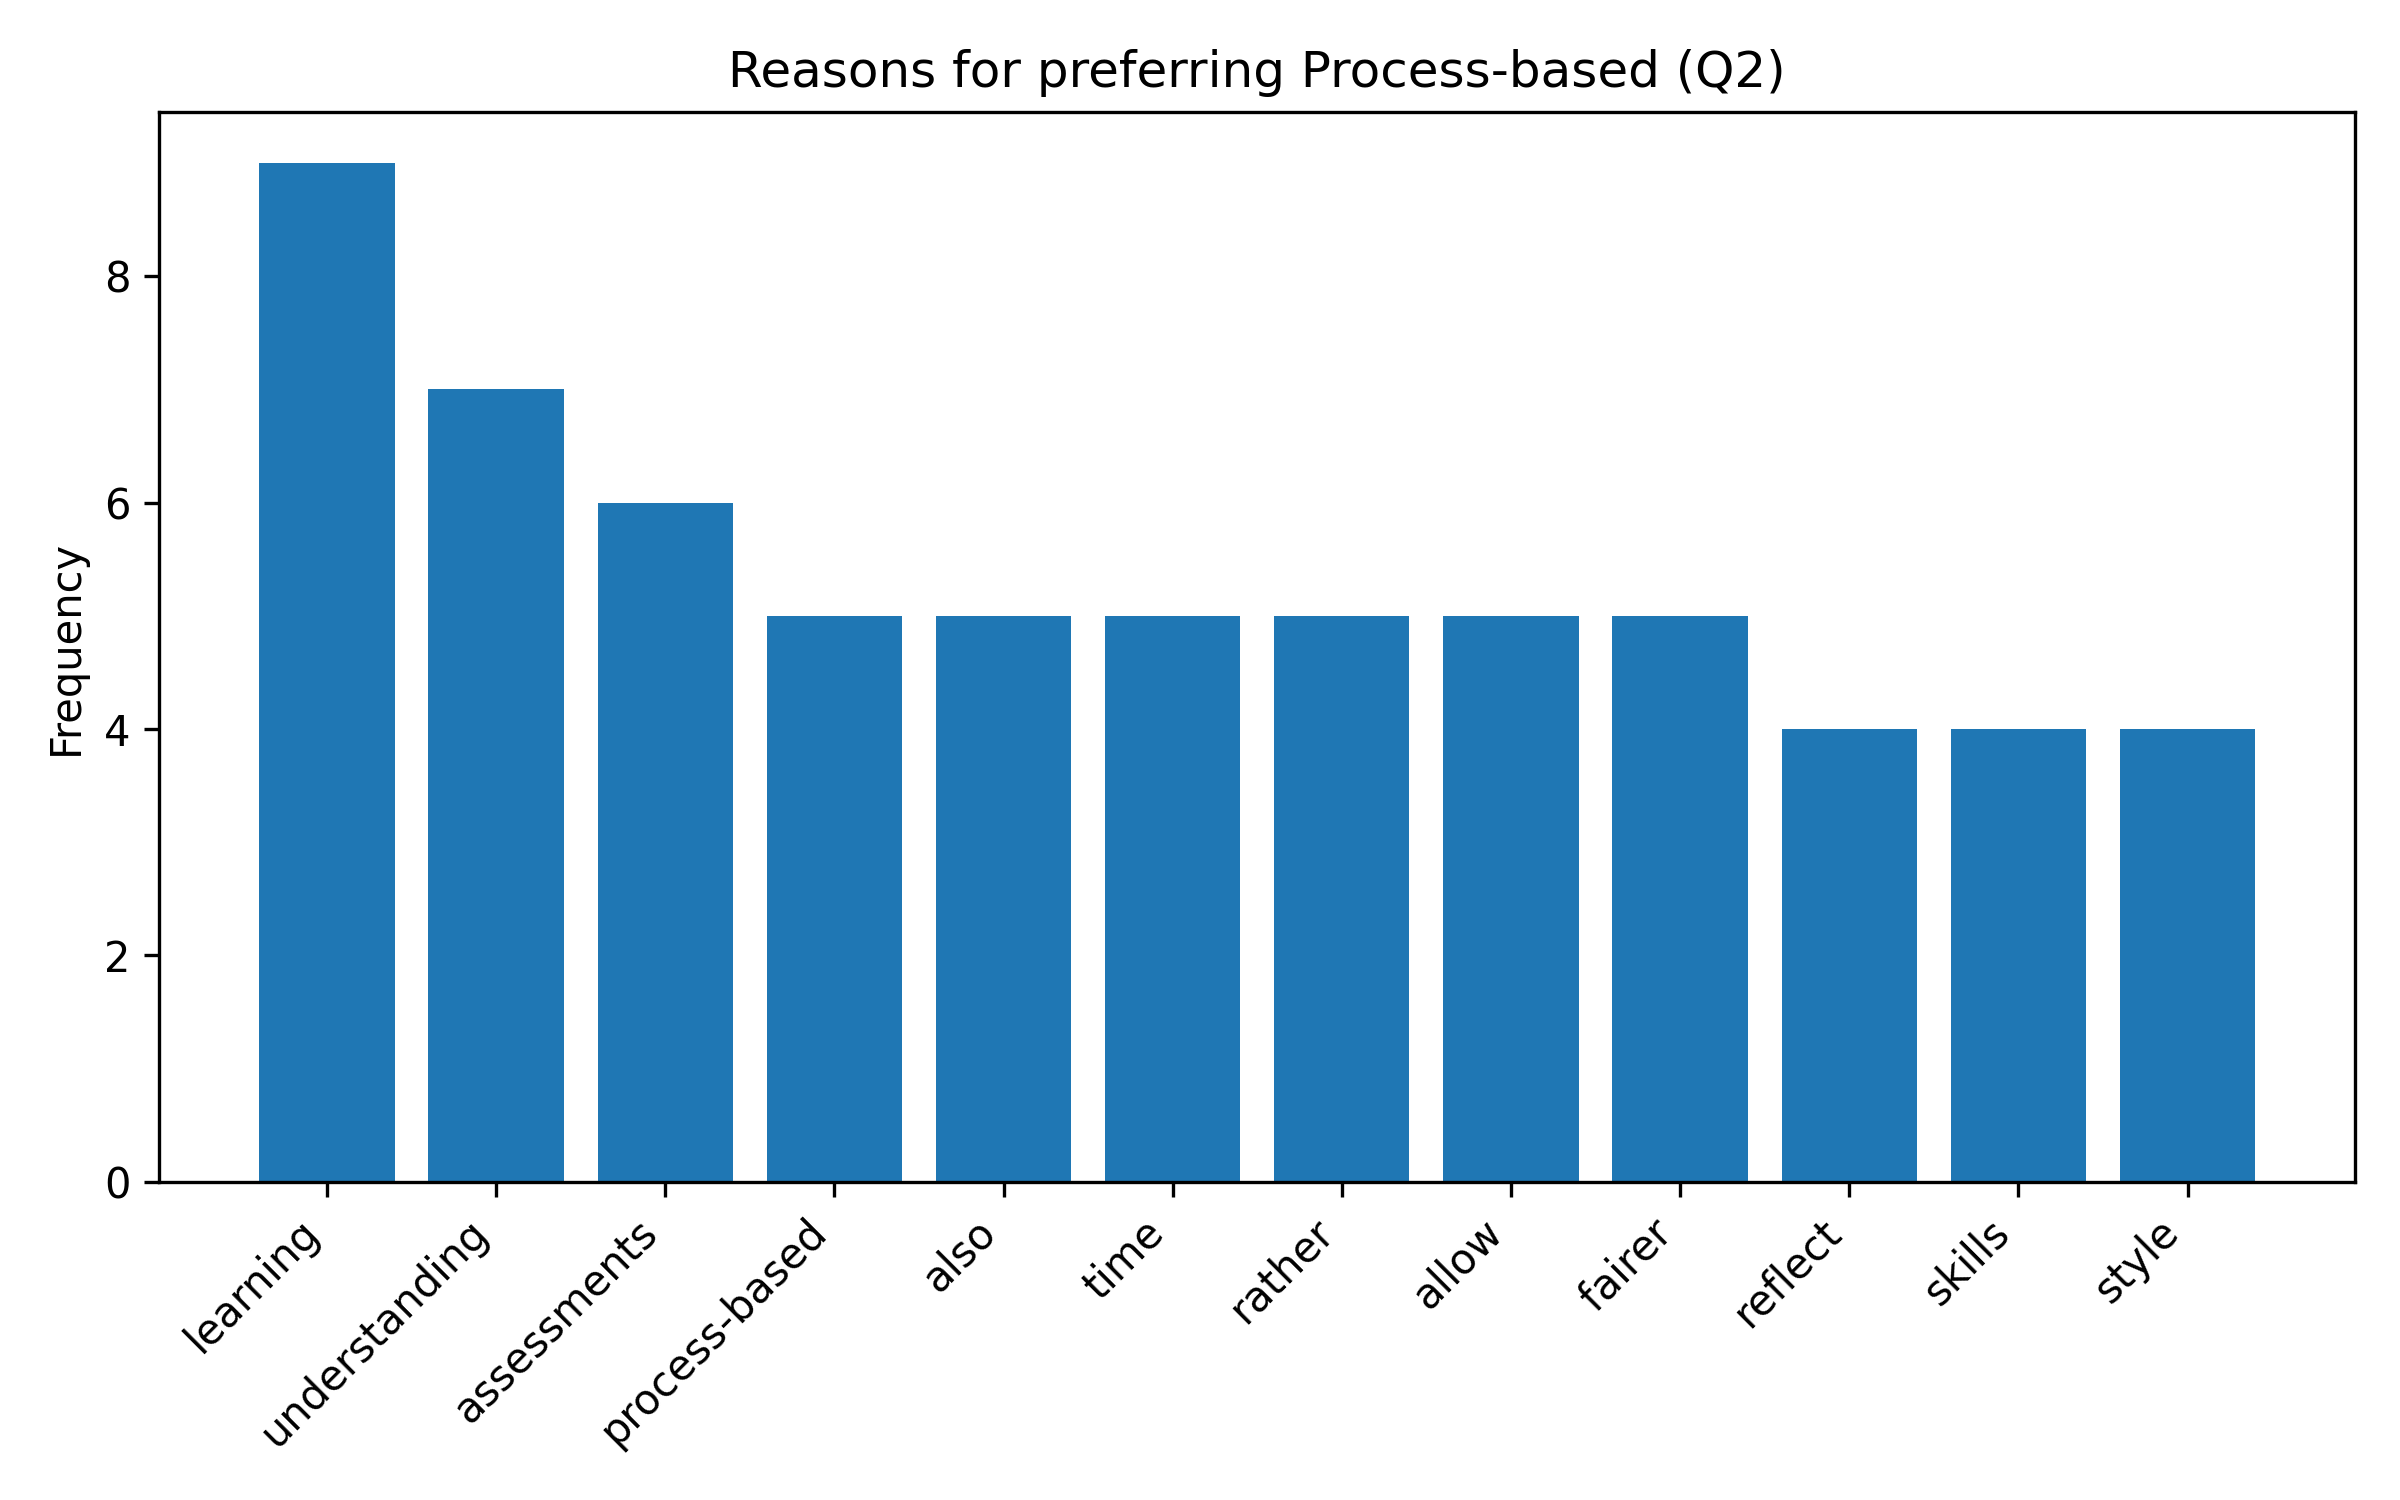 Reasons for preferring Process-based (Q2)
Frequency
8
6
4
2
0
learning
understanding
assessments
process-based
also
time
rather
allow
fairer
reflect
skills
style